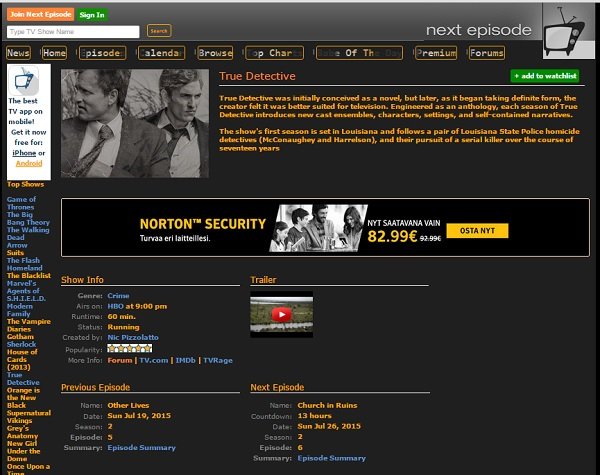 Join Next Episode Sign In
Type TV Show Name
Search
next episode
News Home Episodes Calendar Browse Top Charts Babe Of The Day Premium Forums
The best
TV app on
mobile!
Get it now
free for:
iPhone or
Android
True Detective
+ add to watchlist
True Detective was initially conceived as a novel, but later, as it began taking definite form, the
creator felt it was better suited for television. Engineered as an anthology, each season of True
Detective introduces new cast ensembles, characters, settings, and self-contained narratives.
The show's first season is set in Louisiana and follows a pair of Louisiana State Police homicide
detectives (McConaughey and Harrelson), and their pursuit of a serial killer over the course of
seventeen years
Top Shows
Game of
Thrones
The Big
Bang Theory
The Walking
Dead
Arrow
Suits
The Flash
Homeland
The Blacklist
Marvel's
Agents of
S.H.I.E.L.D.
Modern
Family
The Vampire
Diaries
Gotham
Sherlock
House of
Cards
(2013)
True
Detective
Orange is
the New
Black
Supernatural
Vikings
Grey's
Anatomy
New Girl
Under the
Dome
Once Upon a
Time
NORTON™ SECURITY
Turvaa eri laitteillesi.
NYT SAATAVANA VAIN
82.99€ 92.99€
OSTA NYT
Show Info
Genre: Crime
Airs on: HBO at 9:00 pm
Runtime: 60 min.
Status: Running
Created by: Nic Pizzolatto
Popularity:
More Info: Forum | TV.com | IMDb | TVRage
Trailer
Previous Episode
Name: Other Lives
Date: Sun Jul 19, 2015
Season: 2
Episode: 5
Summary: Episode Summary
Next Episode
Name: Church in Ruins
Countdown: 13 hours
Date: Sun Jul 26, 2015
Season: 2
Episode: 6
Summary: Episode Summary